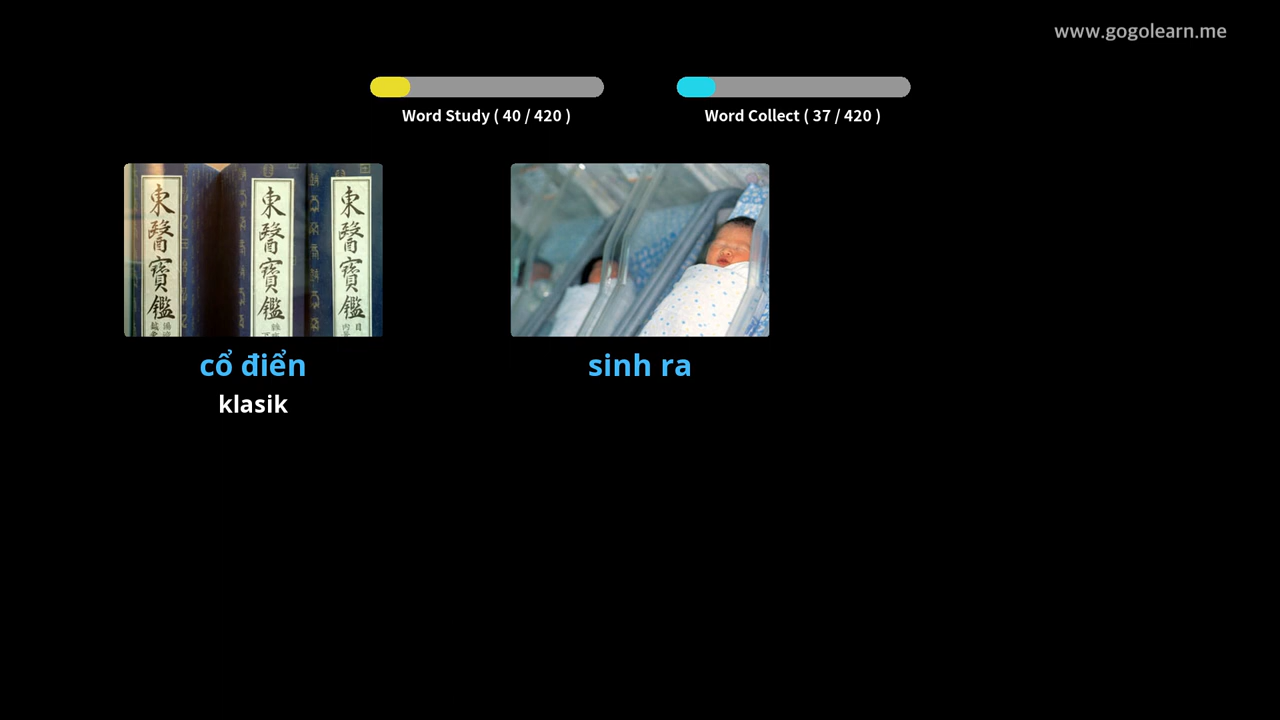 www.gogolearn.me
Word Study ( 40 / 420 )
Word Collect ( 37 / 420 )
東醫寶鑑
東醫寶鑑
東醫寶鑑
cổ điển
sinh ra
klasik